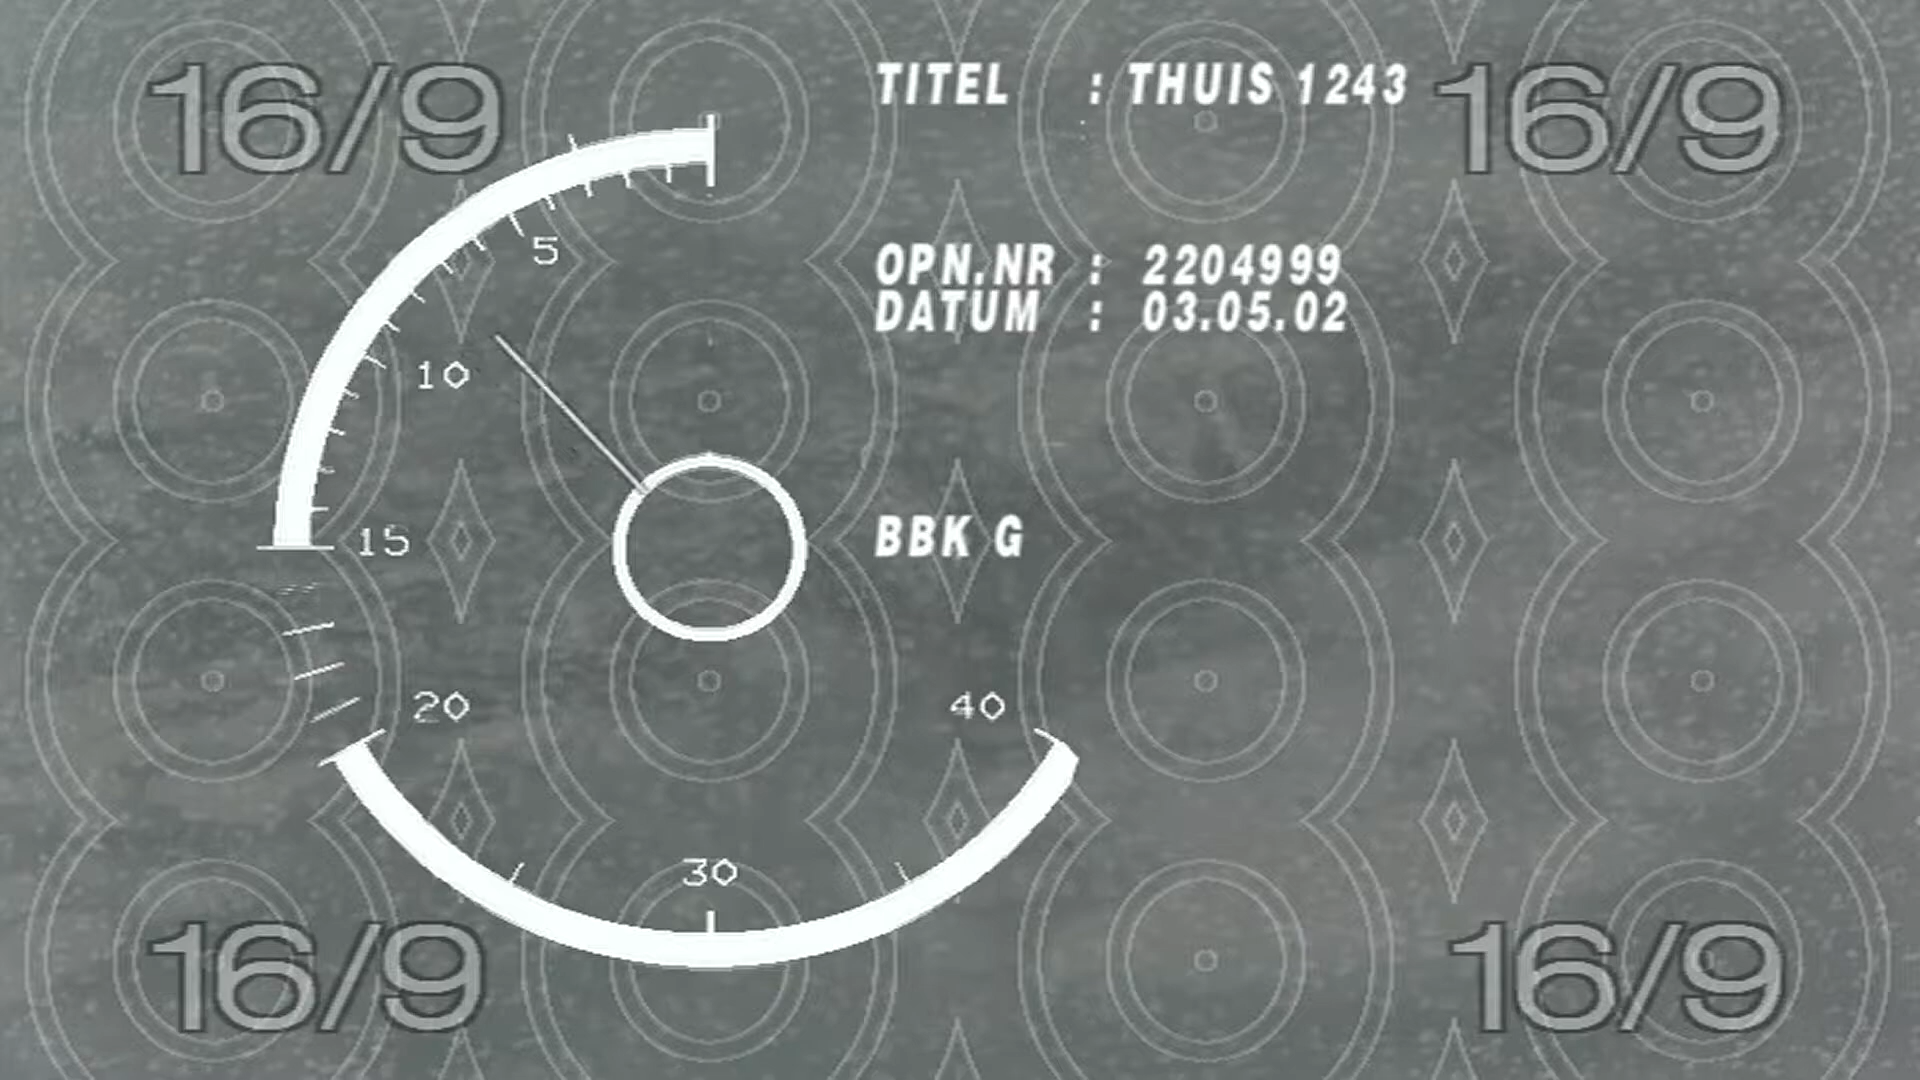 16/9
TITEL : THUIS 1243
16/9
5
OPN.NR : 2204999
DATUM : 03.05.02
10
15
BBK G
20
40
30
16/9
16/9